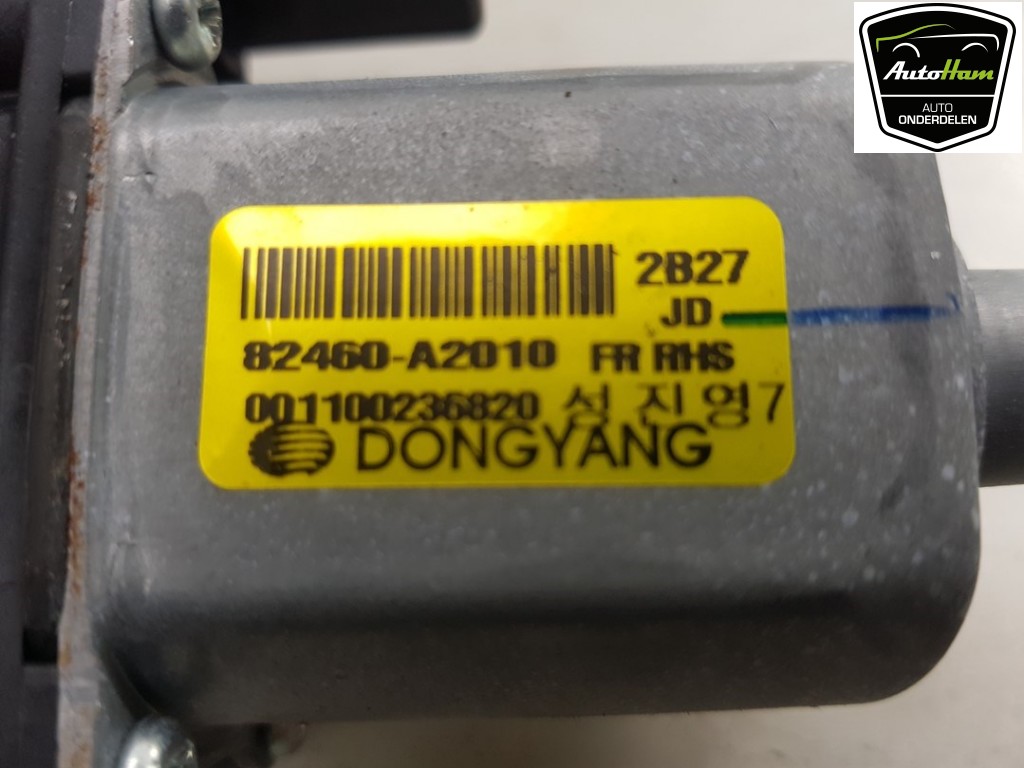 AutoHam
AUTO
ONDERDELEN
2B27
JD
82460-A2010 FR RHS
001100236820 성진영7
DONGYANG